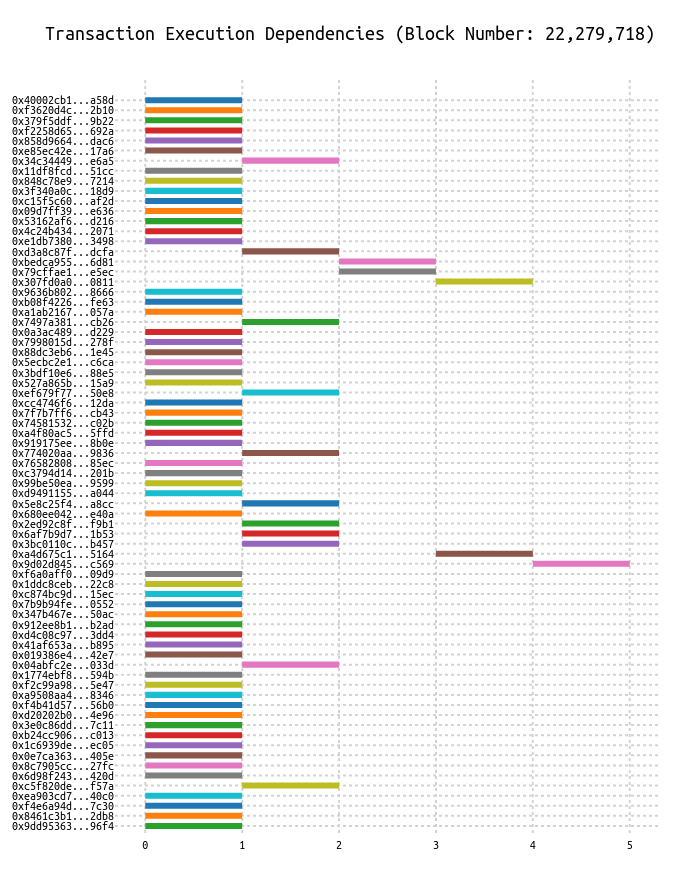 Transaction Execution Dependencies (Block Number: 22,279,718)
0x40002cb1...a58d
0xf3620d4c...2b10
0x379f5ddf...9b22
0xf2258d65...692a
0x858d9664...dac6
0xe85ec42e...17a6
0x34c34449...e6a5
0x11df8fcd...51cc
0x848c78e9...7214
0x3f340a0c...18d9
0xc15f5c60...af2d
0x09d7ff39...e636
0x53162af6...d216
0x4c24b434...2071
0xe1db7380...3498
0xd3a8c87f...dcfa
0xbedca955...6d81
0x79cffae1...e5ec
0x307fd0a0...0811
0x9636b802...8666
0xb08f4226...fe63
0xa1ab2167...057a
0x7497a381...cb26
0x0a3ac489...d229
0x7998015d...278f
0x88dc3eb6...1e45
0x5ecbc2e1...c6ca
0x3bdf10e6...88e5
0x527a865b...15a9
0xef679f77...50e8
0xcc4746f6...12da
0x7f7b7ff6...cb43
0x74581532...c02b
0xa4f80ac5...5ffd
0x919175ee...8b0e
0x774020aa...9836
0x76582808...85ec
0xc3794d14...201b
0x99be50ea...9599
0xd9491155...a044
0x5e8c25f4...a8cc
0x680ee042...e40a
0x2ed92c8f...f9b1
0x6af7b9d7...1b53
0x3bc0110c...b457
0xa4d675c1...5164
0x9d02d845...c569
0xf6a0aff0...09d9
0x1ddc8ceb...22c8
0xc874bc9d...15ec
0x7b9b94fe...0552
0x347b467e...50ac
0x912ee8b1...b2ad
0xd4c08c97...3dd4
0x41af653a...b895
0x019386e4...42e7
0x04abfc2e...033d
0x1774ebf8...594b
0xf2c99a98...5e47
0xa9508aa4...8346
0xf4b41d57...56b0
0xd20202b0...4e96
0x3e0c86dd...7c11
0xb24cc906...c013
0x1c6939de...ec05
0x0e7ca363...405e
0x8c7905cc...27fc
0x6d98f243...420d
0xc5f820de...f57a
0xea903cd7...40c0
0xf4e6a94d...7c30
0x8461c3b1...2db8
0x9dd95363...96f4
0 1 2 3 4 5